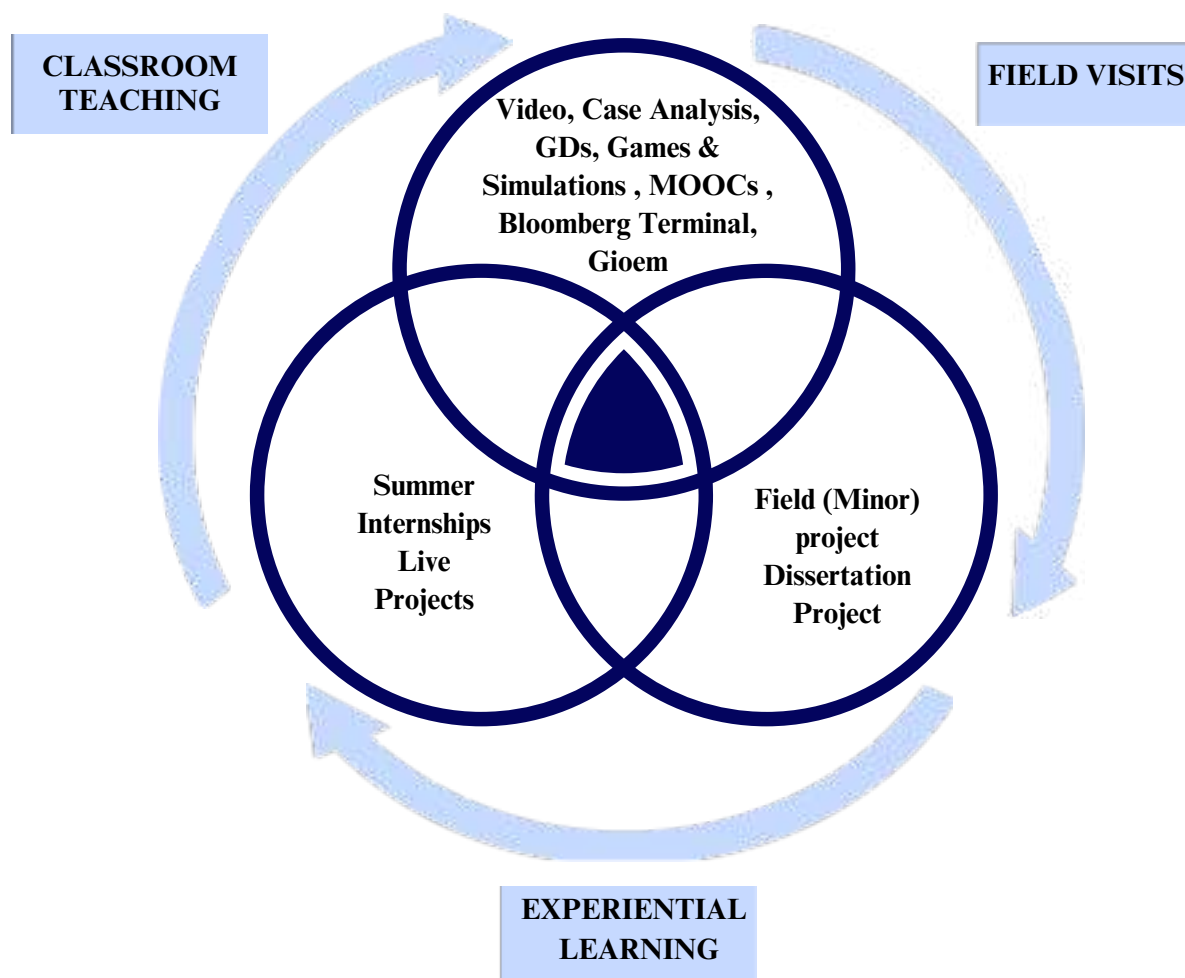 CLASSROOM
TEACHING
FIELD VISITS
Video, Case Analysis,
GDs, Games &
Simulations , MOOCs ,
Bloomberg Terminal,
Gioem
Summer
Internships
Live
Projects
Field (Minor)
project
Dissertation
Project
EXPERIENTIAL
LEARNING